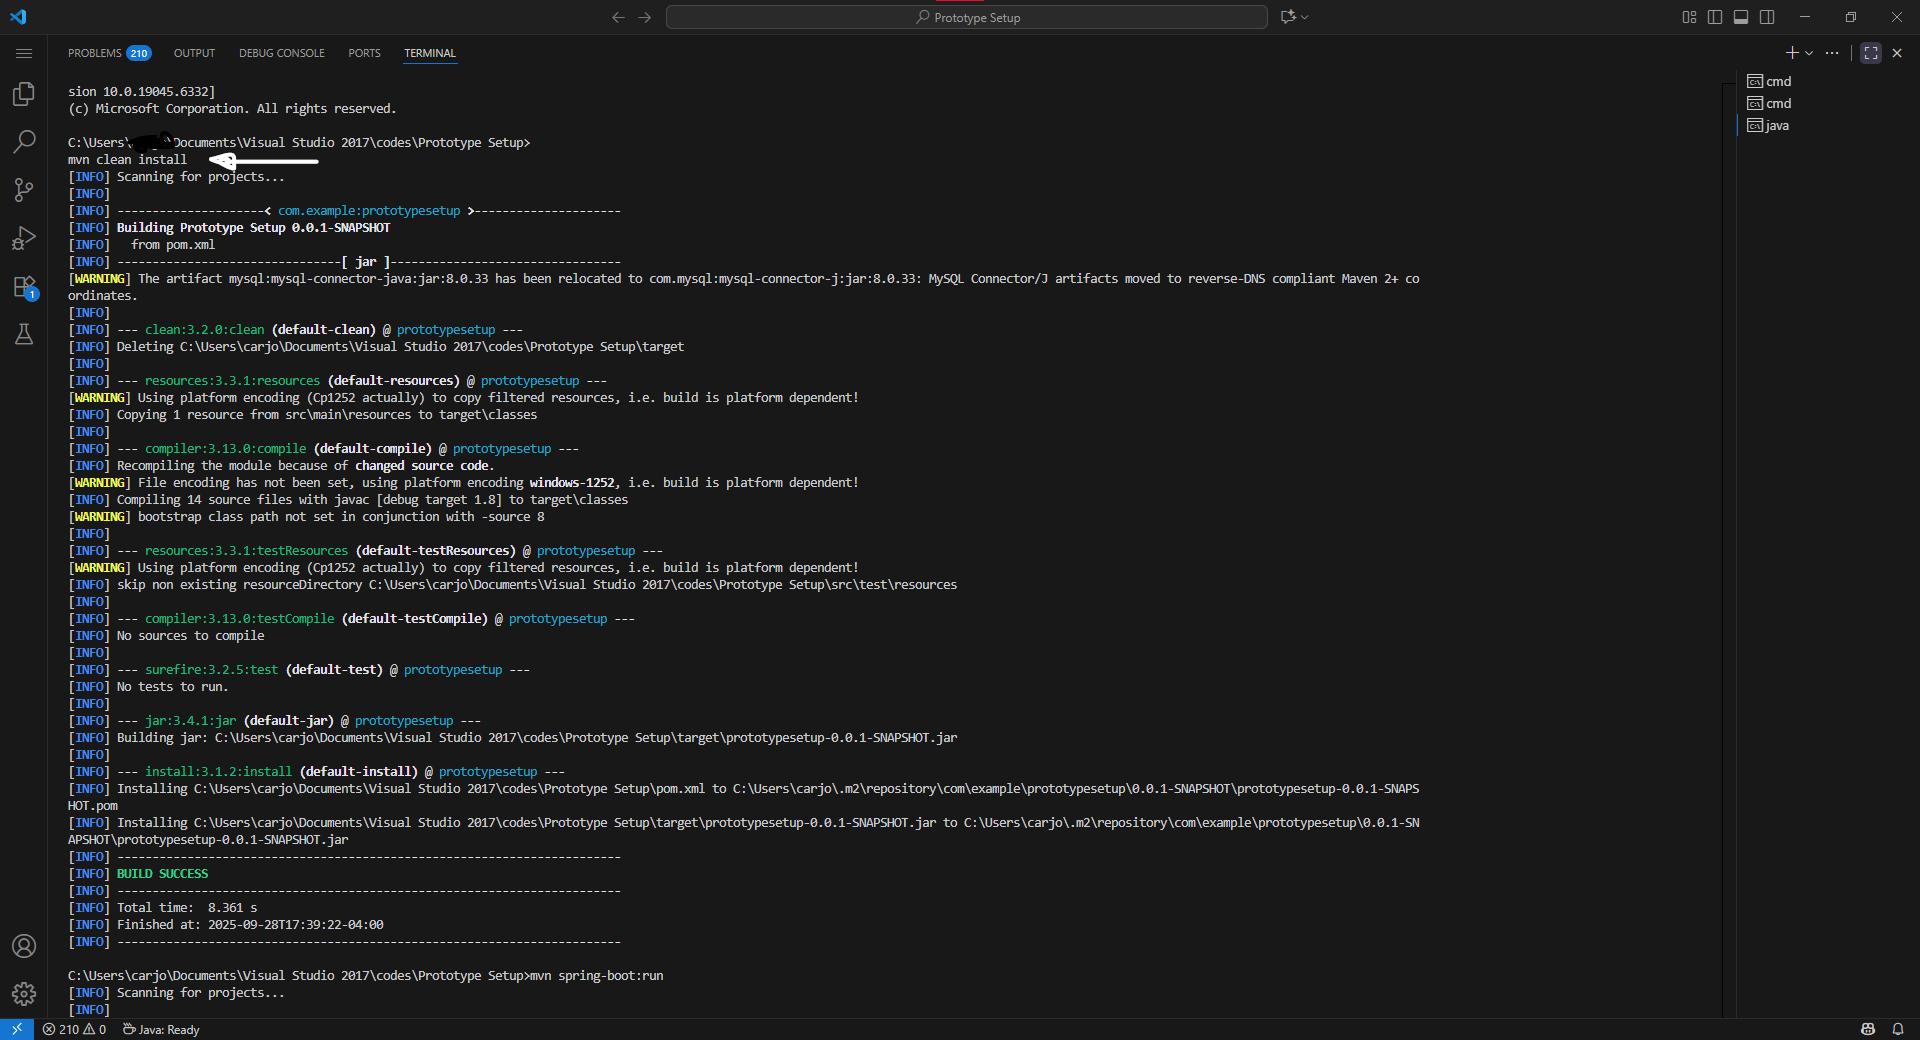 Prototype Setup
PROBLEMS 210 OUTPUT DEBUG CONSOLE PORTS TERMINAL
sion 10.0.19045.6332]
(c) Microsoft Corporation. All rights reserved.
C:\Users\ Documents\Visual Studio 2017\codes\Prototype Setup>
mvn clean install
[INFO] Scanning for projects...
[INFO]
[INFO] ---------------------< com.example:prototypesetup >---------------------
[INFO] Building Prototype Setup 0.0.1-SNAPSHOT
[INFO]   from pom.xml
[INFO] --------------------------------[ jar ]---------------------------------
[WARNING] The artifact mysql:mysql-connector-java:jar:8.0.33 has been relocated to com.mysql:mysql-connector-j:jar:8.0.33: MySQL Connector/J artifacts moved to reverse-DNS compliant Maven 2+ co
ordinates.
[INFO]
[INFO] --- clean:3.2.0:clean (default-clean) @ prototypesetup ---
[INFO] Deleting C:\Users\carjo\Documents\Visual Studio 2017\codes\Prototype Setup\target
[INFO]
[INFO] --- resources:3.3.1:resources (default-resources) @ prototypesetup ---
[WARNING] Using platform encoding (Cp1252 actually) to copy filtered resources, i.e. build is platform dependent!
[INFO] Copying 1 resource from src\main\resources to target\classes
[INFO]
[INFO] --- compiler:3.13.0:compile (default-compile) @ prototypesetup ---
[INFO] Recompiling the module because of changed source code.
[WARNING] File encoding has not been set, using platform encoding windows-1252, i.e. build is platform dependent!
[INFO] Compiling 14 source files with javac [debug target 1.8] to target\classes
[WARNING] bootstrap class path not set in conjunction with -source 8
[INFO]
[INFO] --- resources:3.3.1:testResources (default-testResources) @ prototypesetup ---
[WARNING] Using platform encoding (Cp1252 actually) to copy filtered resources, i.e. build is platform dependent!
[INFO] skip non existing resourceDirectory C:\Users\carjo\Documents\Visual Studio 2017\codes\Prototype Setup\src\test\resources
[INFO]
[INFO] --- compiler:3.13.0:testCompile (default-testCompile) @ prototypesetup ---
[INFO] No sources to compile
[INFO]
[INFO] --- surefire:3.2.5:test (default-test) @ prototypesetup ---
[INFO] No tests to run.
[INFO]
[INFO] --- jar:3.4.1:jar (default-jar) @ prototypesetup ---
[INFO] Building jar: C:\Users\carjo\Documents\Visual Studio 2017\codes\Prototype Setup\target\prototypesetup-0.0.1-SNAPSHOT.jar
[INFO]
[INFO] --- install:3.1.2:install (default-install) @ prototypesetup ---
[INFO] Installing C:\Users\carjo\Documents\Visual Studio 2017\codes\Prototype Setup\pom.xml to C:\Users\carjo\.m2\repository\com\example\prototypesetup\0.0.1-SNAPSHOT\prototypesetup-0.0.1-SNAPS
HOT.pom
[INFO] Installing C:\Users\carjo\Documents\Visual Studio 2017\codes\Prototype Setup\target\prototypesetup-0.0.1-SNAPSHOT.jar to C:\Users\carjo\.m2\repository\com\example\prototypesetup\0.0.1-SN
APSHOT\prototypesetup-0.0.1-SNAPSHOT.jar
[INFO] ------------------------------------------------------------------------
[INFO] BUILD SUCCESS
[INFO] ------------------------------------------------------------------------
[INFO] Total time:  8.361 s
[INFO] Finished at: 2025-09-28T17:39:22-04:00
[INFO] ------------------------------------------------------------------------
C:\Users\carjo\Documents\Visual Studio 2017\codes\Prototype Setup>mvn spring-boot:run
[INFO] Scanning for projects...
[INFO]
cmd
cmd
java
1
210 0 Java: Ready